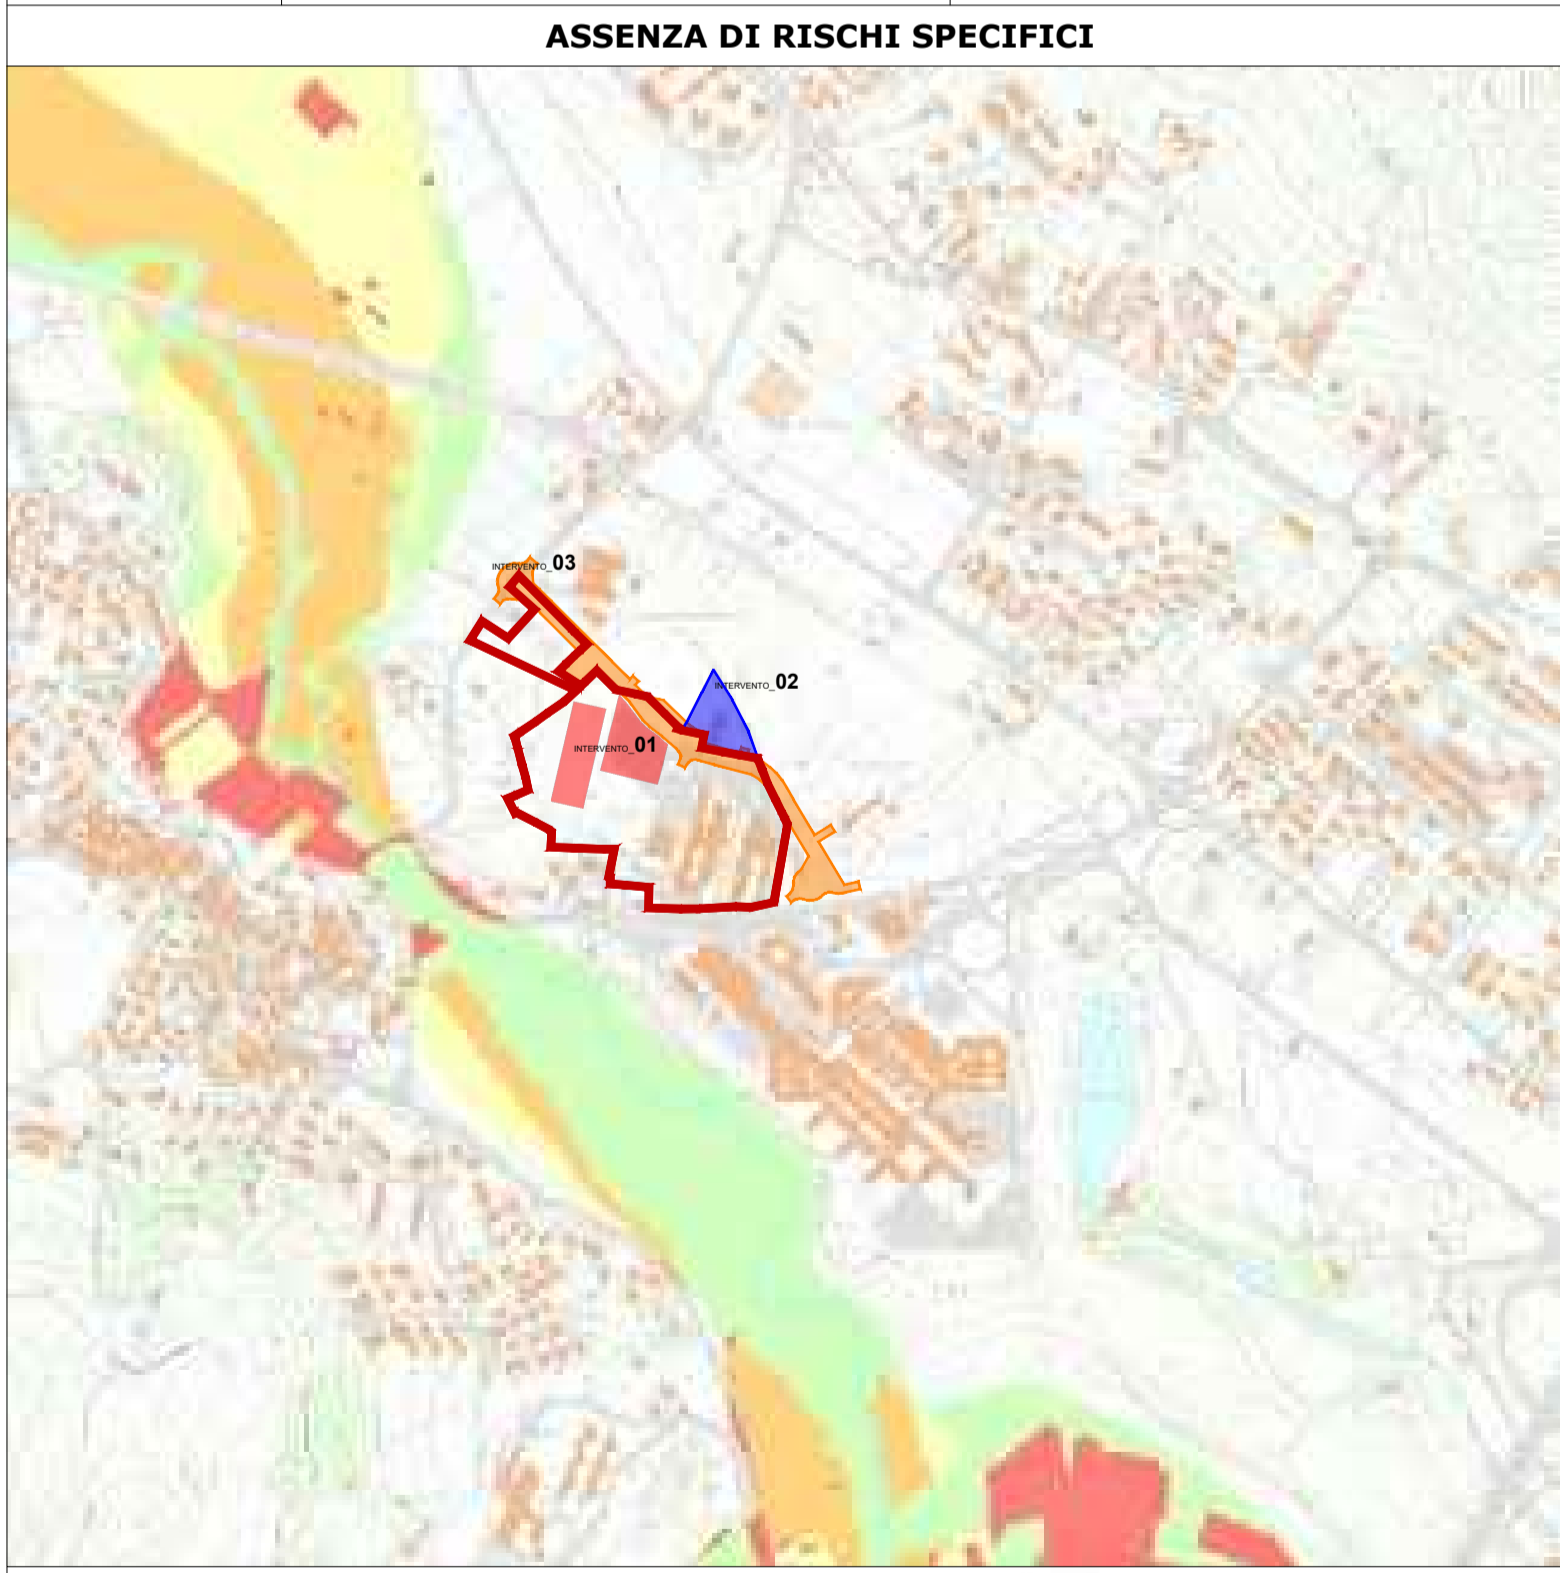 ASSENZA DI RISCHI SPECIFICI
INTERVENTO_03
INTERVENTO_02
INTERVENTO_01